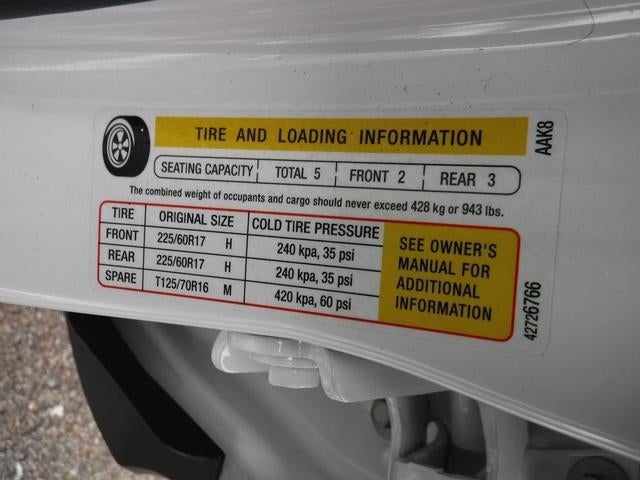 TIRE AND LOADING INFORMATION
SEATING CAPACITY TOTAL 5 FRONT 2 REAR 3
The combined weight of occupants and cargo should never exceed 428 kg or 943 lbs.
TIRE ORIGINAL SIZE COLD TIRE PRESSURE
FRONT 225/60R17 H 240 kpa, 35 psi
REAR 225/60R17 H 240 kpa, 35 psi
SPARE T125/70R16 M 420 kpa, 60 psi
SEE OWNER'S
MANUAL FOR
ADDITIONAL
INFORMATION
AAK8
42726766